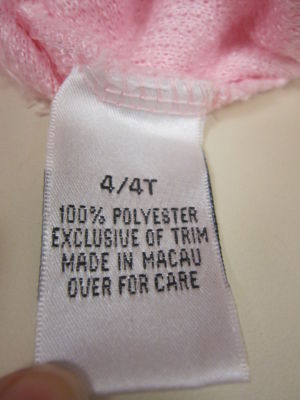 4/4T
100% POLYESTER
EXCLUSIVE OF TRIM
MADE IN MACAU
OVER FOR CARE